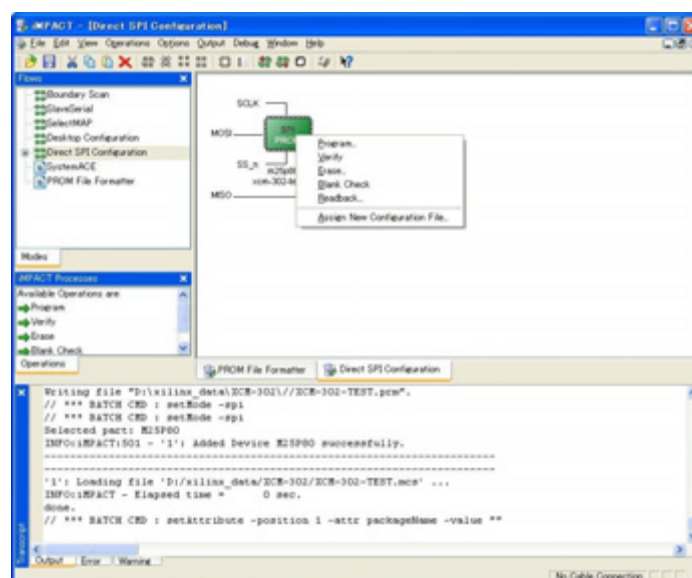 iMPACT - [Direct SPI Configuration]
File Edit View Operations Options Output Debug Window Help
Flows
Boundary Scan
SlaveSerial
SelectMAP
Desktop Configuration
Direct SPI Configuration
SystemACE
PROM File Formatter
Modes
iMPACT Processes
Available Operations are:
Program
Verify
Erase
Blank Check
Operations
SCLK
MOSI
SPI
PROM
SS_n
MISO
Program...
Verify
Erase...
Blank Check
Readback...
Assign New Configuration File...
PROM File Formatter
Direct SPI Configuration
Writing file "D:\xilinx_data\XCM-302\//XCM-302-TEST.prm".
// *** BATCH CMD : setMode -spi
// *** BATCH CMD : setMode -spi
Selected part: M25P80
INFO:iMPACT:501 - '1': Added Device M25P80 successfully.
----------------------------------------------------------------------
----------------------------------------------------------------------
'1': Loading file 'D:/xilinx_data/XCM-302/XCM-302-TEST.mcs' ...
INFO:iMPACT - Elapsed time = 0 sec.
done.
// *** BATCH CMD : setAttribute -position 1 -attr packageName -value ""
Transcript
Output
Error
Warning
No Cable Connection